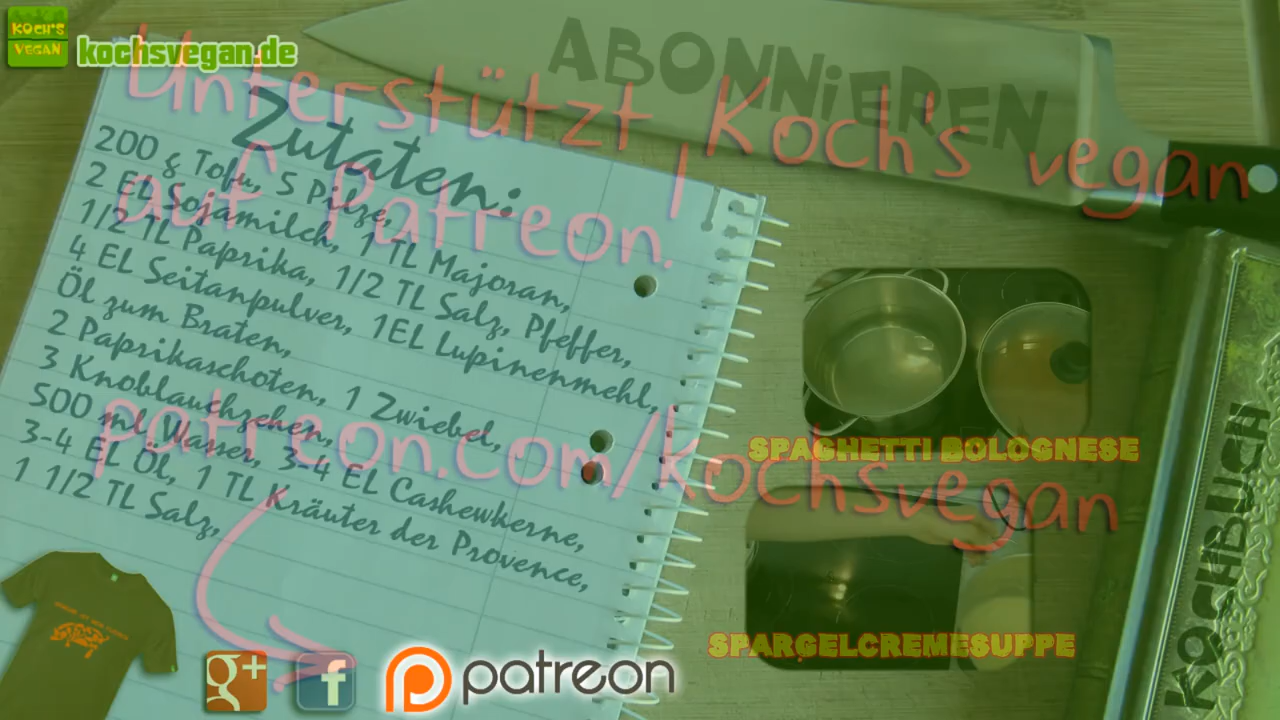 KOCH'S
VEGAN
kochsvegan.de
ABONNIEREN
Unterstützt Koch's vegan
auf Patreon!
patreon.com/kochsvegan
Zutaten:
200 g Tofu, 5 Pilze,
2 EL Sojamilch, 1 TL Majoran,
1/2 TL Paprika, 1/2 TL Salz, Pfeffer,
4 EL Seitanpulver, 1EL Lupinenmehl,
Öl zum Braten,
2 Paprikaschoten, 1 Zwiebel,
3 Knoblauchzehen,
500 ml Wasser, 3-4 EL Cashewkerne,
3-4 EL Öl, 1 TL Kräuter der Provence,
1 1/2 TL Salz,
SPAGHETTI BOLOGNESE
SPARGELCREMESUPPE
KOCHBUCH
g+
f
patreon